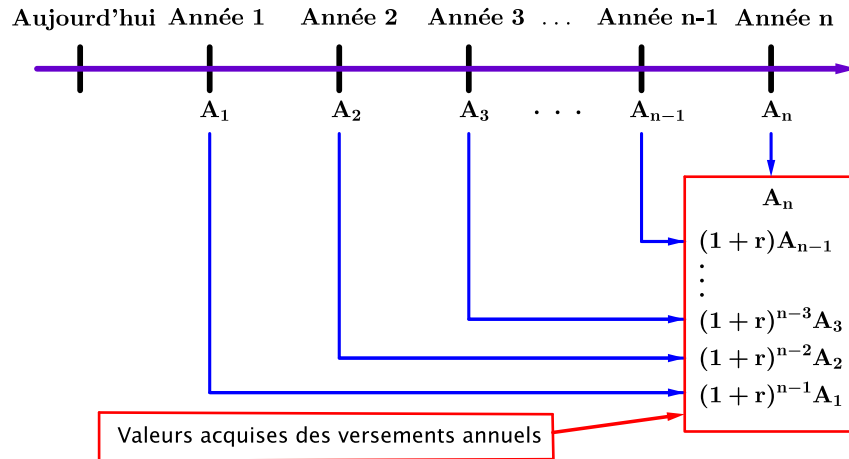 Aujourd'hui Année 1 Année 2 Année 3 ... Année n-1 Année n
A₁ A₂ A₃ . . . Aₙ₋₁ Aₙ
Aₙ
(1 + r)Aₙ₋₁
⋮
(1 + r)ⁿ⁻³A₃
(1 + r)ⁿ⁻²A₂
(1 + r)ⁿ⁻¹A₁
Valeurs acquises des versements annuels